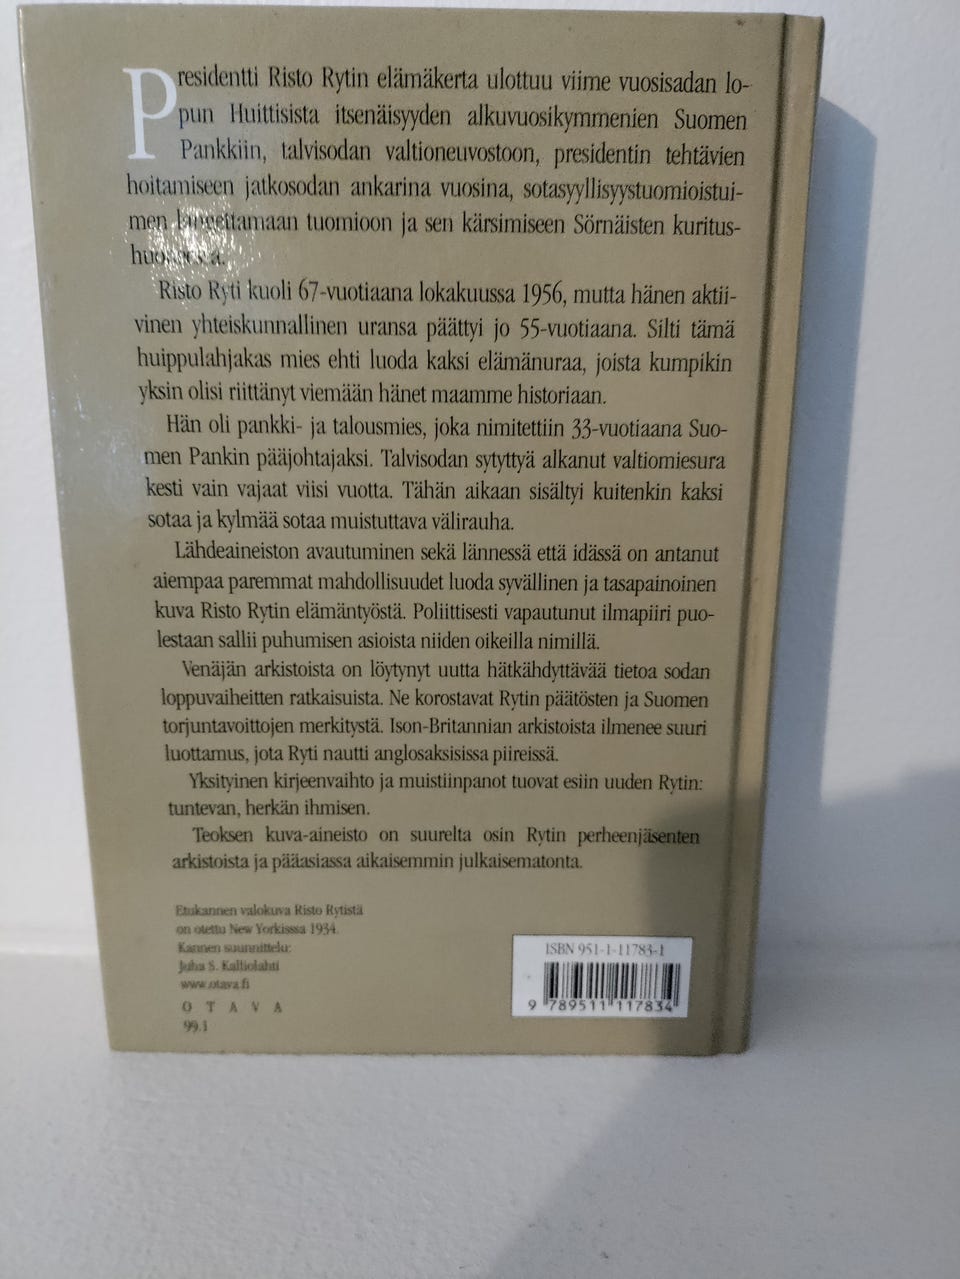 Presidentti Risto Rytin elämäkerta ulottuu viime vuosisadan lo-
pun Huittisista itsenäisyyden alkuvuosikymmenien Suomen
Pankkiin, talvisodan valtioneuvostoon, presidentin tehtävien
hoitamiseen jatkosodan ankarina vuosina, sotasyyllisyystuomioistui-
men langettamaan tuomioon ja sen kärsimiseen Sörnäisten kuritus-
huoneessa.
Risto Ryti kuoli 67-vuotiaana lokakuussa 1956, mutta hänen aktii-
vinen yhteiskunnallinen uransa päättyi jo 55-vuotiaana. Silti tämä
huippulahjakas mies ehti luoda kaksi elämänuraa, joista kumpikin
yksin olisi riittänyt viemään hänet maamme historiaan.
Hän oli pankki- ja talousmies, joka nimitettiin 33-vuotiaana Suo-
men Pankin pääjohtajaksi. Talvisodan sytyttyä alkanut valtiomiesura
kesti vain vajaat viisi vuotta. Tähän aikaan sisältyi kuitenkin kaksi
sotaa ja kylmää sotaa muistuttava välirauha.
Lähdeaineiston avautuminen sekä lännessä että idässä on antanut
aiempaa paremmat mahdollisuudet luoda syvällinen ja tasapainoinen
kuva Risto Rytin elämäntyöstä. Poliittisesti vapautunut ilmapiiri puo-
lestaan sallii puhumisen asioista niiden oikeilla nimillä.
Venäjän arkistoista on löytynyt uutta hätkähdyttävää tietoa sodan
loppuvaiheitten ratkaisuista. Ne korostavat Rytin päätösten ja Suomen
torjuntavoittojen merkitystä. Ison-Britannian arkistoista ilmenee suuri
luottamus, jota Ryti nautti anglosaksisissa piireissä.
Yksityinen kirjeenvaihto ja muistiinpanot tuovat esiin uuden Rytin:
tuntevan, herkän ihmisen.
Teoksen kuva-aineisto on suurelta osin Rytin perheenjäsenten
arkistoista ja pääasiassa aikaisemmin julkaisematonta.
Etukannen valokuva Risto Rytistä
on otettu New Yorkisssa 1934.
Kannen suunnittelu:
Juha S. Kalliolahti
www.otava.fi
O T A V A
99.1
ISBN 951-1-11783-1
9 789511 117834